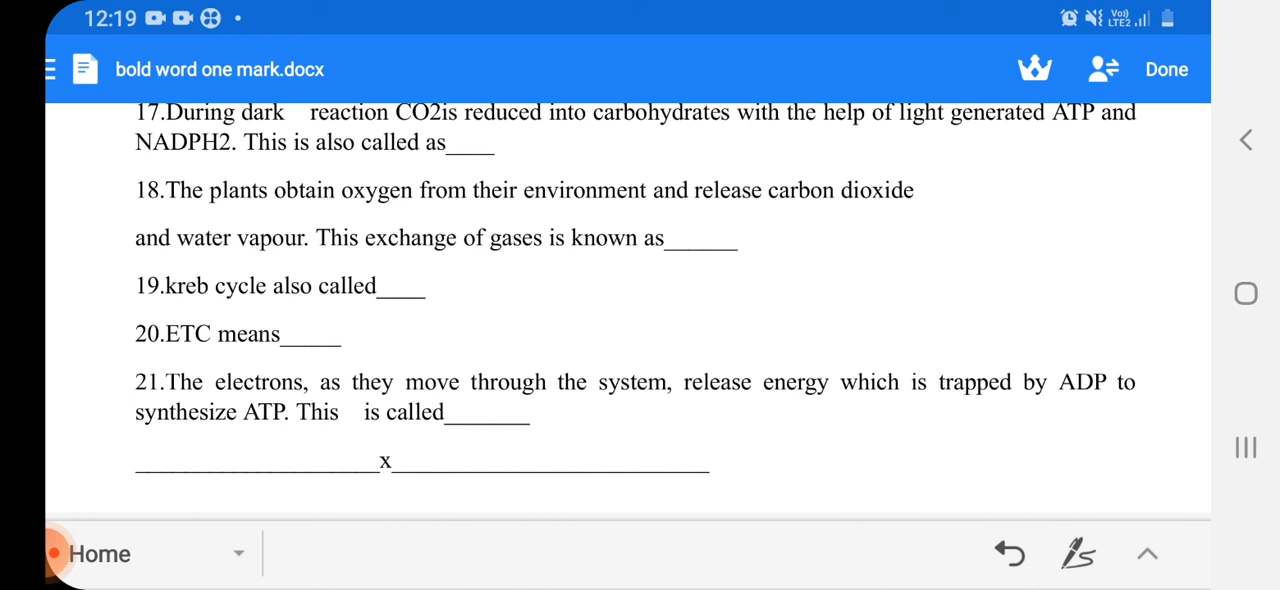 12:19
Vo))
LTE2
bold word one mark.docx
Done
17.During dark reaction CO2is reduced into carbohydrates with the help of light generated ATP and
NADPH2. This is also called as____
18.The plants obtain oxygen from their environment and release carbon dioxide
and water vapour. This exchange of gases is known as______
19.kreb cycle also called____
20.ETC means_____
21.The electrons, as they move through the system, release energy which is trapped by ADP to
synthesize ATP. This is called_______
____________________x__________________________
Home